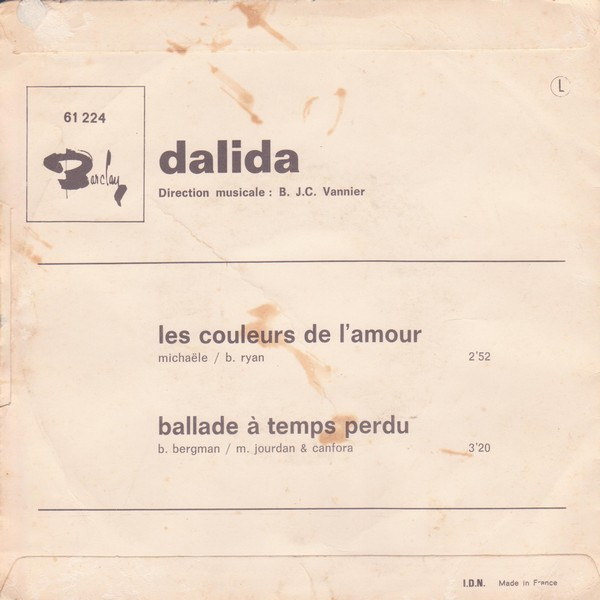 L
61 224
Barclay
dalida
Direction musicale : B. J.C. Vannier
les couleurs de l'amour
michaële / b. ryan 2'52
ballade à temps perdu
b. bergman / m. jourdan & canfora 3'20
I.D.N. Made in France